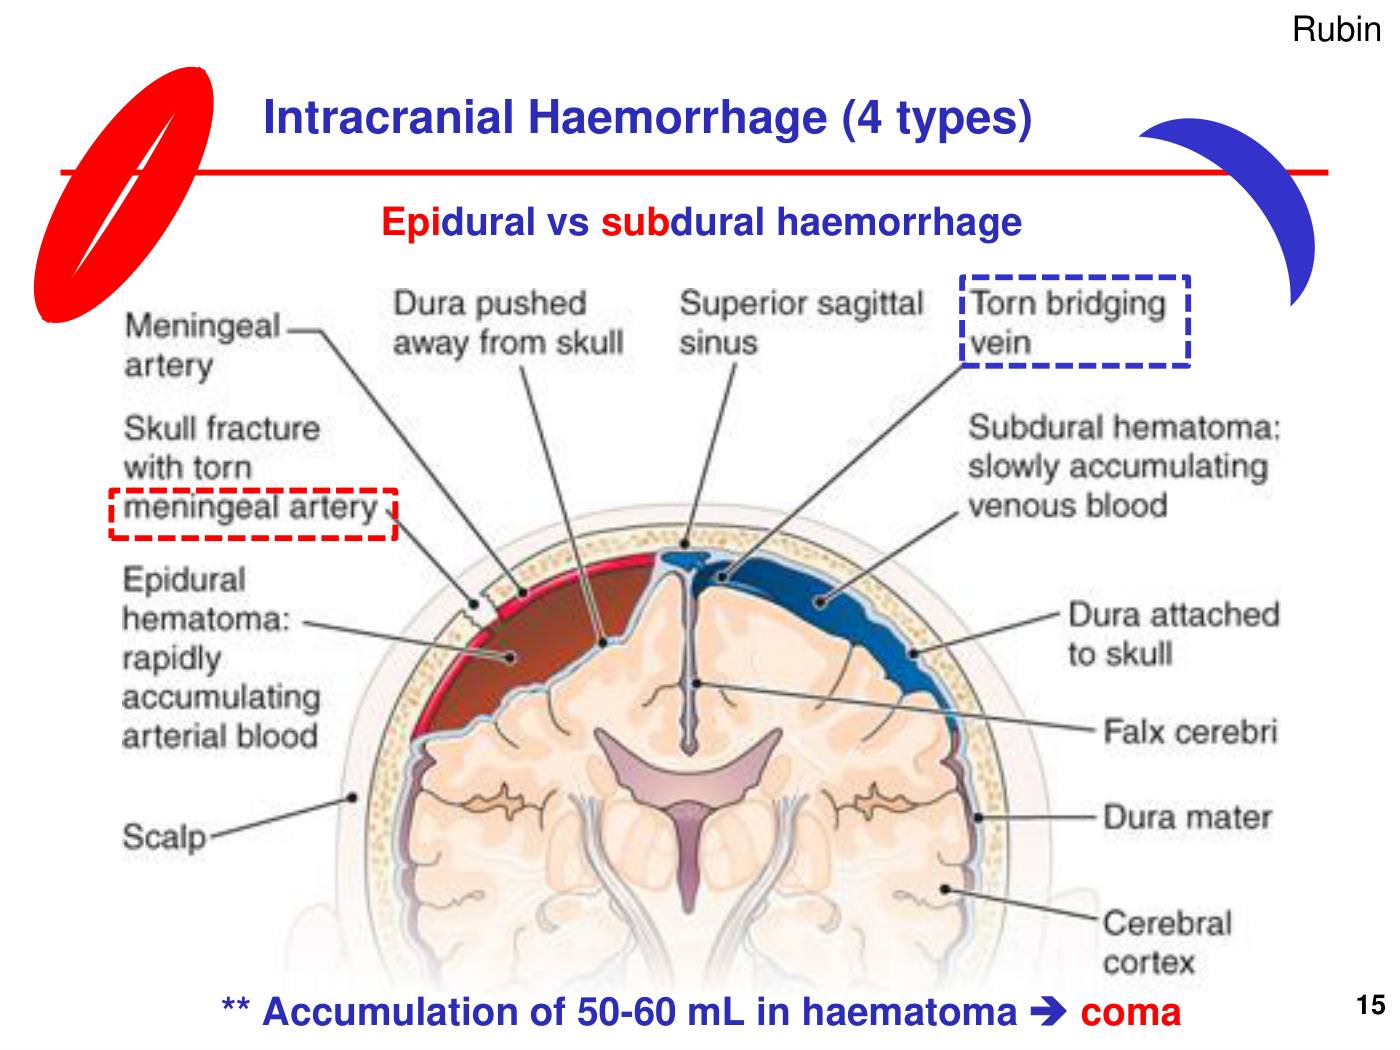 Rubin
Intracranial Haemorrhage (4 types)
Epidural vs subdural haemorrhage
Meningeal
artery
Dura pushed
away from skull
Superior sagittal
sinus
Torn bridging
vein
Skull fracture
with torn
meningeal artery
Subdural hematoma:
slowly accumulating
venous blood
Epidural
hematoma:
rapidly
accumulating
arterial blood
Dura attached
to skull
Falx cerebri
Scalp
Dura mater
Cerebral
cortex
** Accumulation of 50-60 mL in haematoma ➔ coma
15